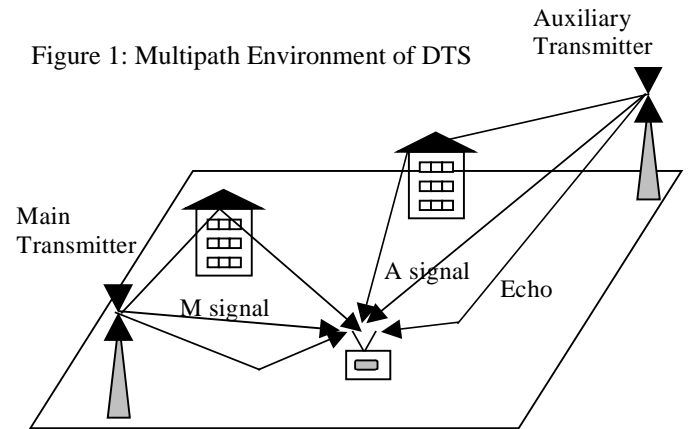 Auxiliary
Transmitter
Figure 1: Multipath Environment of DTS
Main
Transmitter
A signal
Echo
M signal